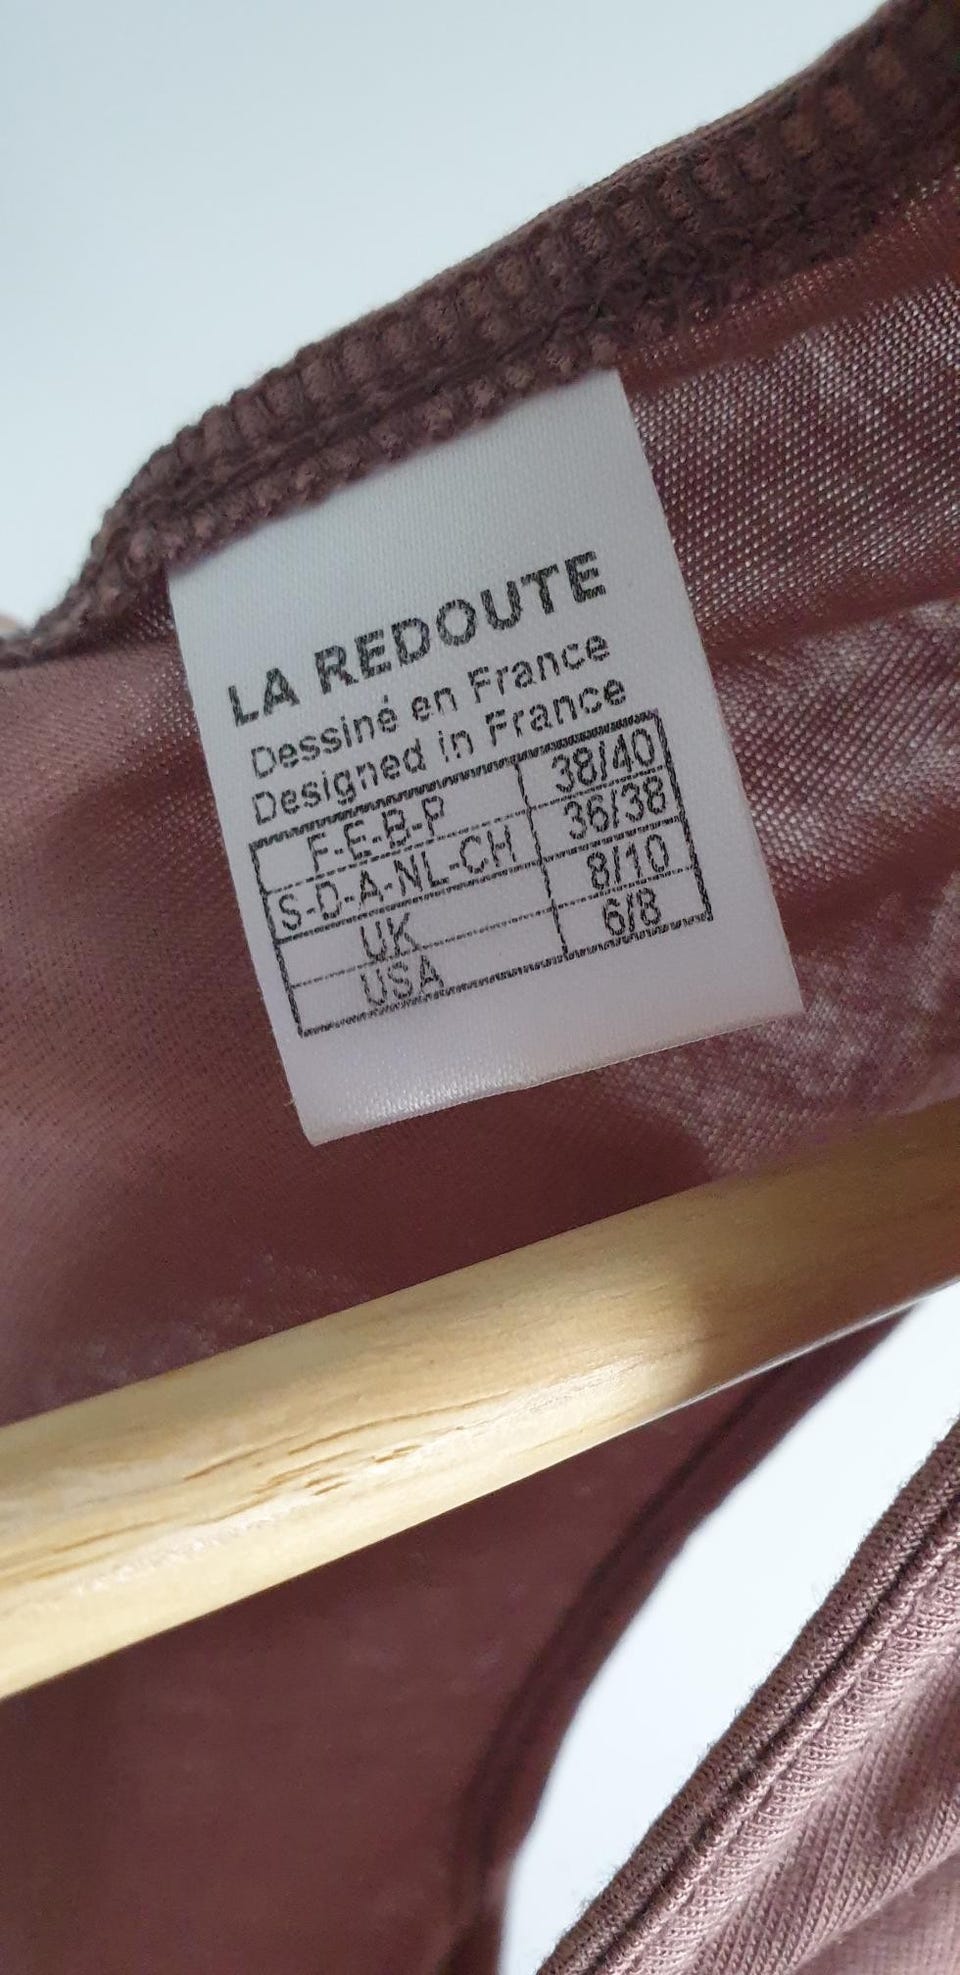 LA REDOUTE
Dessiné en France
Designed in France
F-E-B-P 38/40
S-D-A-NL-CH 36/38
UK 8/10
USA 6/8